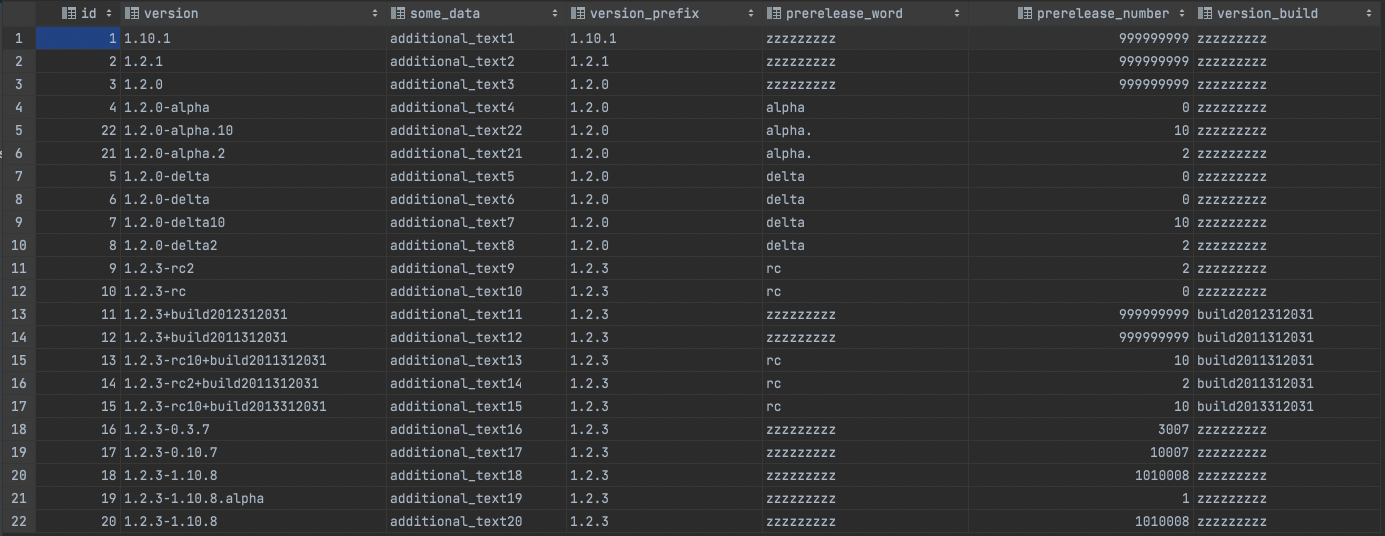 id version some_data version_prefix prerelease_word prerelease_number version_build
1 1 1.10.1 additional_text1 1.10.1 zzzzzzzzz 999999999 zzzzzzzzz
2 2 1.2.1 additional_text2 1.2.1 zzzzzzzzz 999999999 zzzzzzzzz
3 3 1.2.0 additional_text3 1.2.0 zzzzzzzzz 999999999 zzzzzzzzz
4 4 1.2.0-alpha additional_text4 1.2.0 alpha 0 zzzzzzzzz
5 22 1.2.0-alpha.10 additional_text22 1.2.0 alpha. 10 zzzzzzzzz
6 21 1.2.0-alpha.2 additional_text21 1.2.0 alpha. 2 zzzzzzzzz
7 5 1.2.0-delta additional_text5 1.2.0 delta 0 zzzzzzzzz
8 6 1.2.0-delta additional_text6 1.2.0 delta 0 zzzzzzzzz
9 7 1.2.0-delta10 additional_text7 1.2.0 delta 10 zzzzzzzzz
10 8 1.2.0-delta2 additional_text8 1.2.0 delta 2 zzzzzzzzz
11 9 1.2.3-rc2 additional_text9 1.2.3 rc 2 zzzzzzzzz
12 10 1.2.3-rc additional_text10 1.2.3 rc 0 zzzzzzzzz
13 11 1.2.3+build2012312031 additional_text11 1.2.3 zzzzzzzzz 999999999 build2012312031
14 12 1.2.3+build2011312031 additional_text12 1.2.3 zzzzzzzzz 999999999 build2011312031
15 13 1.2.3-rc10+build2011312031 additional_text13 1.2.3 rc 10 build2011312031
16 14 1.2.3-rc2+build2011312031 additional_text14 1.2.3 rc 2 build2011312031
17 15 1.2.3-rc10+build2013312031 additional_text15 1.2.3 rc 10 build2013312031
18 16 1.2.3-0.3.7 additional_text16 1.2.3 zzzzzzzzz 3007 zzzzzzzzz
19 17 1.2.3-0.10.7 additional_text17 1.2.3 zzzzzzzzz 10007 zzzzzzzzz
20 18 1.2.3-1.10.8 additional_text18 1.2.3 zzzzzzzzz 1010008 zzzzzzzzz
21 19 1.2.3-1.10.8.alpha additional_text19 1.2.3 zzzzzzzzz 1 zzzzzzzzz
22 20 1.2.3-1.10.8 additional_text20 1.2.3 zzzzzzzzz 1010008 zzzzzzzzz